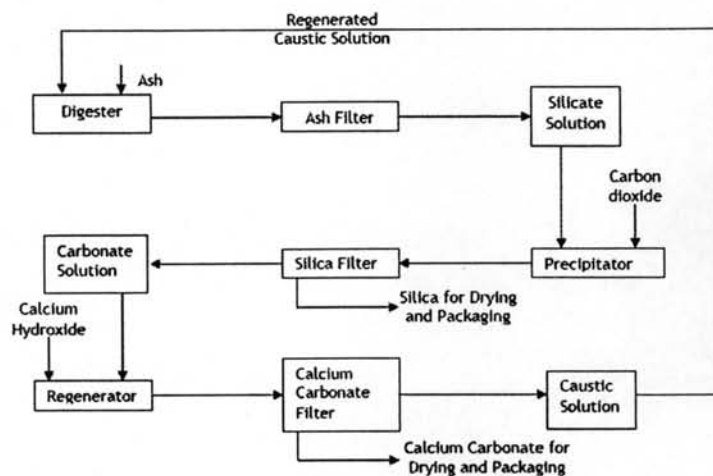 Regenerated
Caustic Solution
Ash
Digester
Ash Filter
Silicate
Solution
Carbon
dioxide
Carbonate
Solution
Silica Filter
Precipitator
Silica for Drying
and Packaging
Calcium
Hydroxide
Regenerator
Calcium
Carbonate
Filter
Caustic
Solution
Calcium Carbonate for
Drying and Packaging